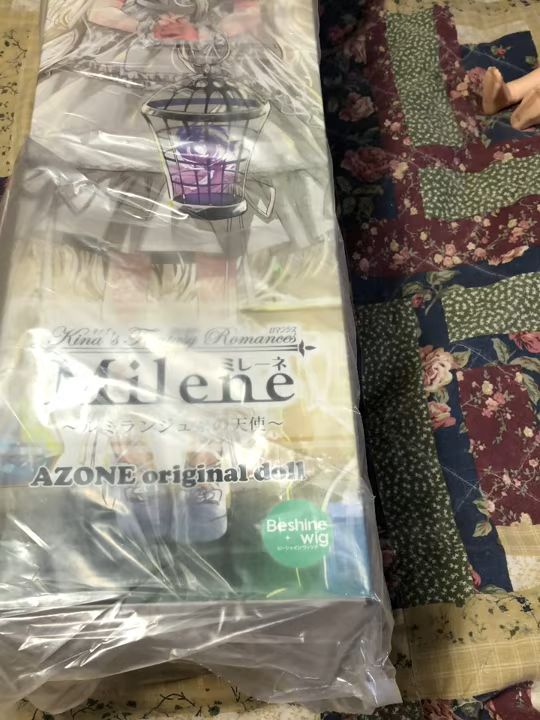 Kina's Fantasy Romances
ミレーネ
Milene
AZONE original doll
Beshine
+
wig